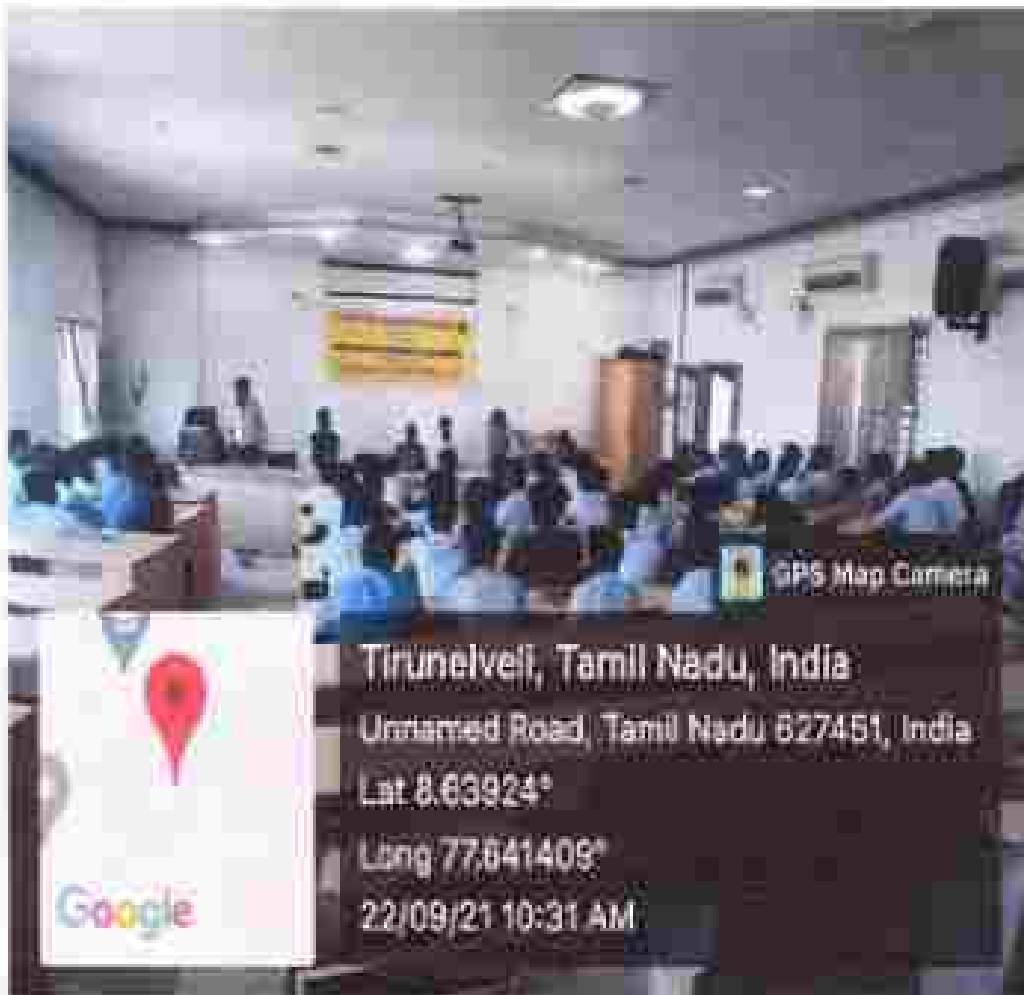 GPS Map Camera
Tirunelveli, Tamil Nadu, India
Unnamed Road, Tamil Nadu 627451, India
Lat 8.63924°
Long 77.641409°
22/09/21 10:31 AM
Google